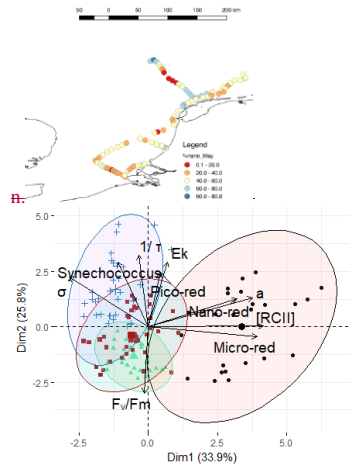 50 0 50 100 150 200 km
Legend
%nano_May
0.1 - 20.0
20.0 - 40.0
40.0 - 60.0
60.0 - 80.0
80.0 - 80.0
n.
5.0
2.5
0.0
-2.5
Dim2 (25.8%)
1/ τ
Ek
Synechococcus
σ
Pico-red
a
Nano-red
[RCII]
Micro-red
Fv/Fm
-2.5 0.0 2.5 5.0
Dim1 (33.9%)